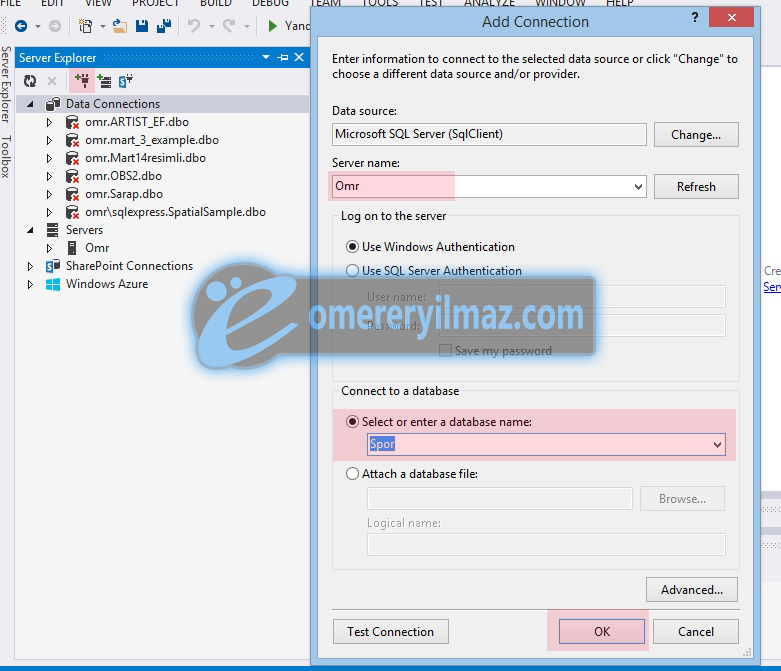 FILE EDIT VIEW PROJECT BUILD DEBUG TEAM TOOLS TEST ANALYZE WINDOW HELP
Add Connection
?
Server Explorer
Toolbox
Server Explorer
Data Connections
omr.ARTIST_EF.dbo
omr.mart_3_example.dbo
omr.Mart14resimli.dbo
omr.OBS2.dbo
omr.Sarap.dbo
omr\sqlexpress.SpatialSample.dbo
Servers
Omr
SharePoint Connections
Windows Azure
Enter information to connect to the selected data source or click "Change" to
choose a different data source and/or provider.
Data source:
Microsoft SQL Server (SqlClient)
Change...
Server name:
Omr
Refresh
Log on to the server
Use Windows Authentication
Use SQL Server Authentication
User name:
Password:
Save my password
omereryilmaz.com
Connect to a database
Select or enter a database name:
Spor
Attach a database file:
Browse...
Logical name:
Advanced...
Test Connection
OK
Cancel